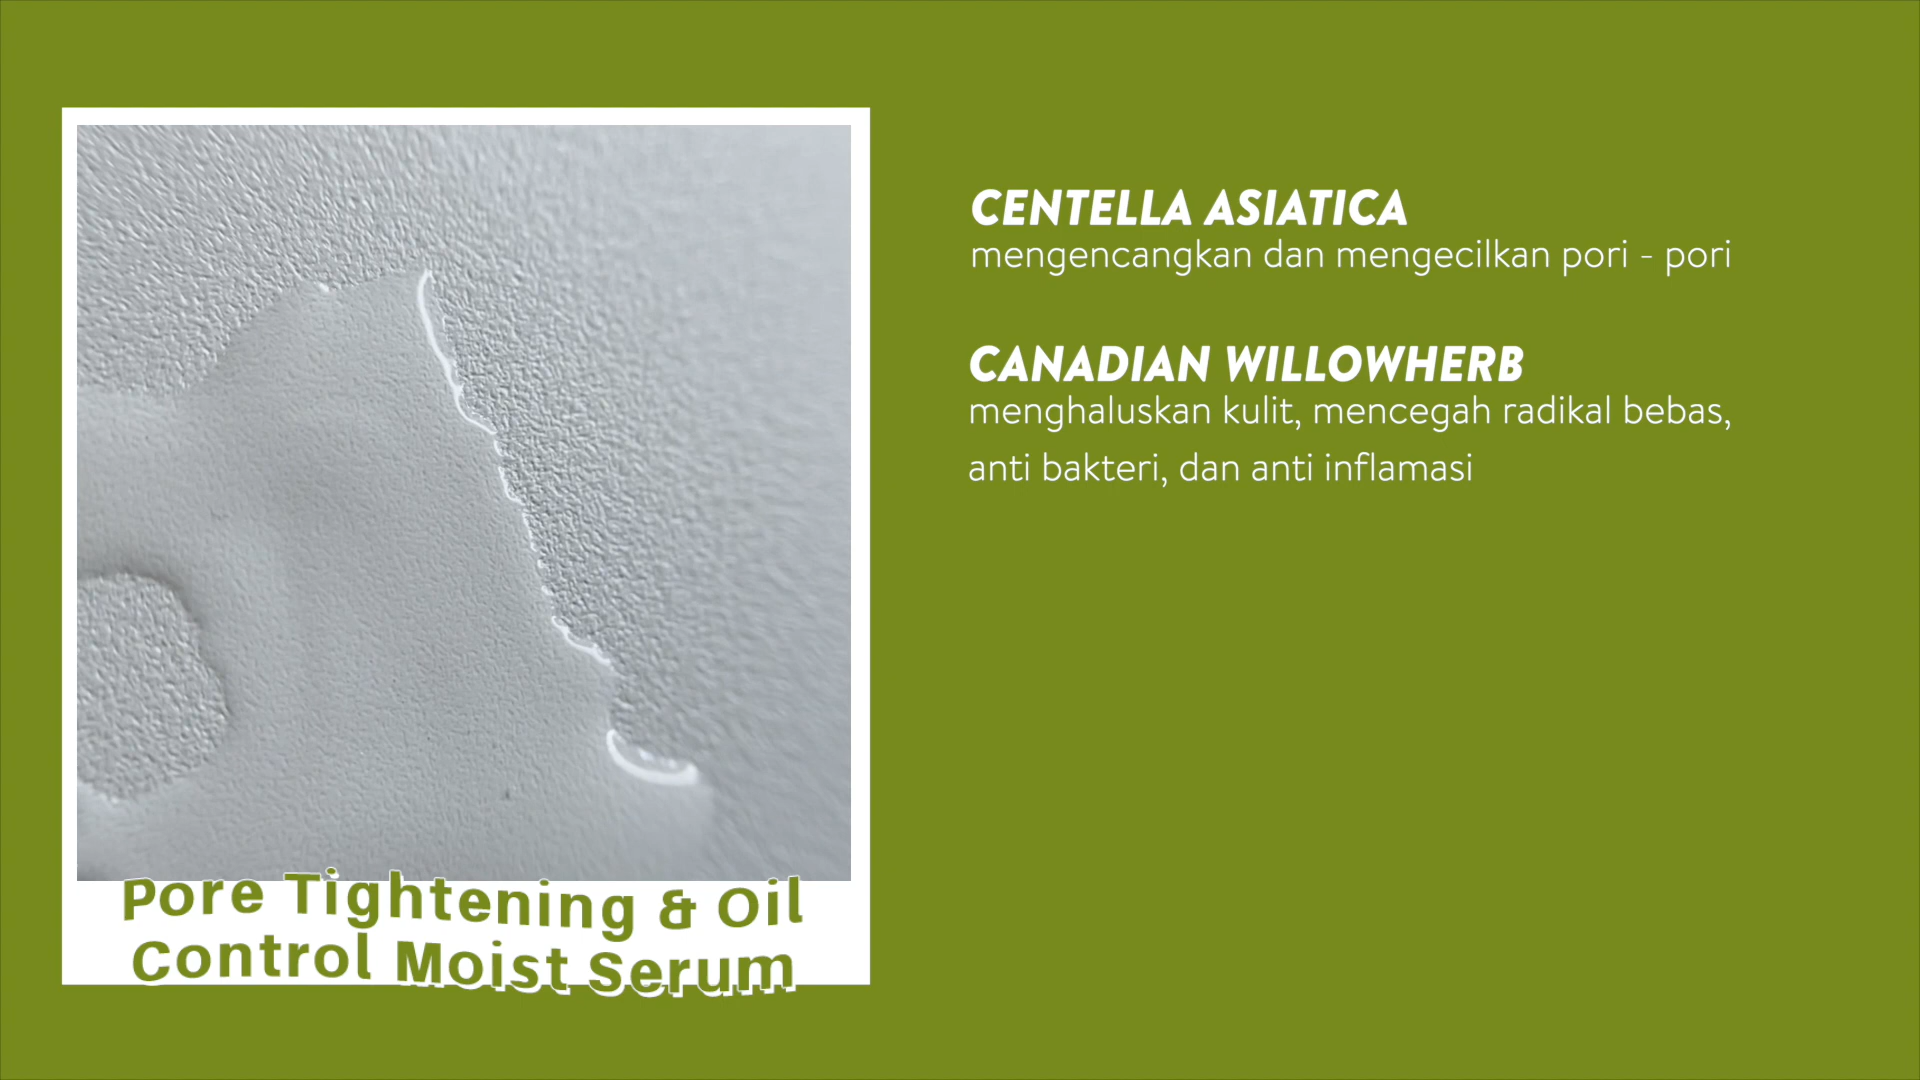 CENTELLA ASIATICA
mengencangkan dan mengecilkan pori - pori
CANADIAN WILLOWHERB
menghaluskan kulit, mencegah radikal bebas,
anti bakteri, dan anti inflamasi
Pore Tightening & Oil
Control Moist Serum